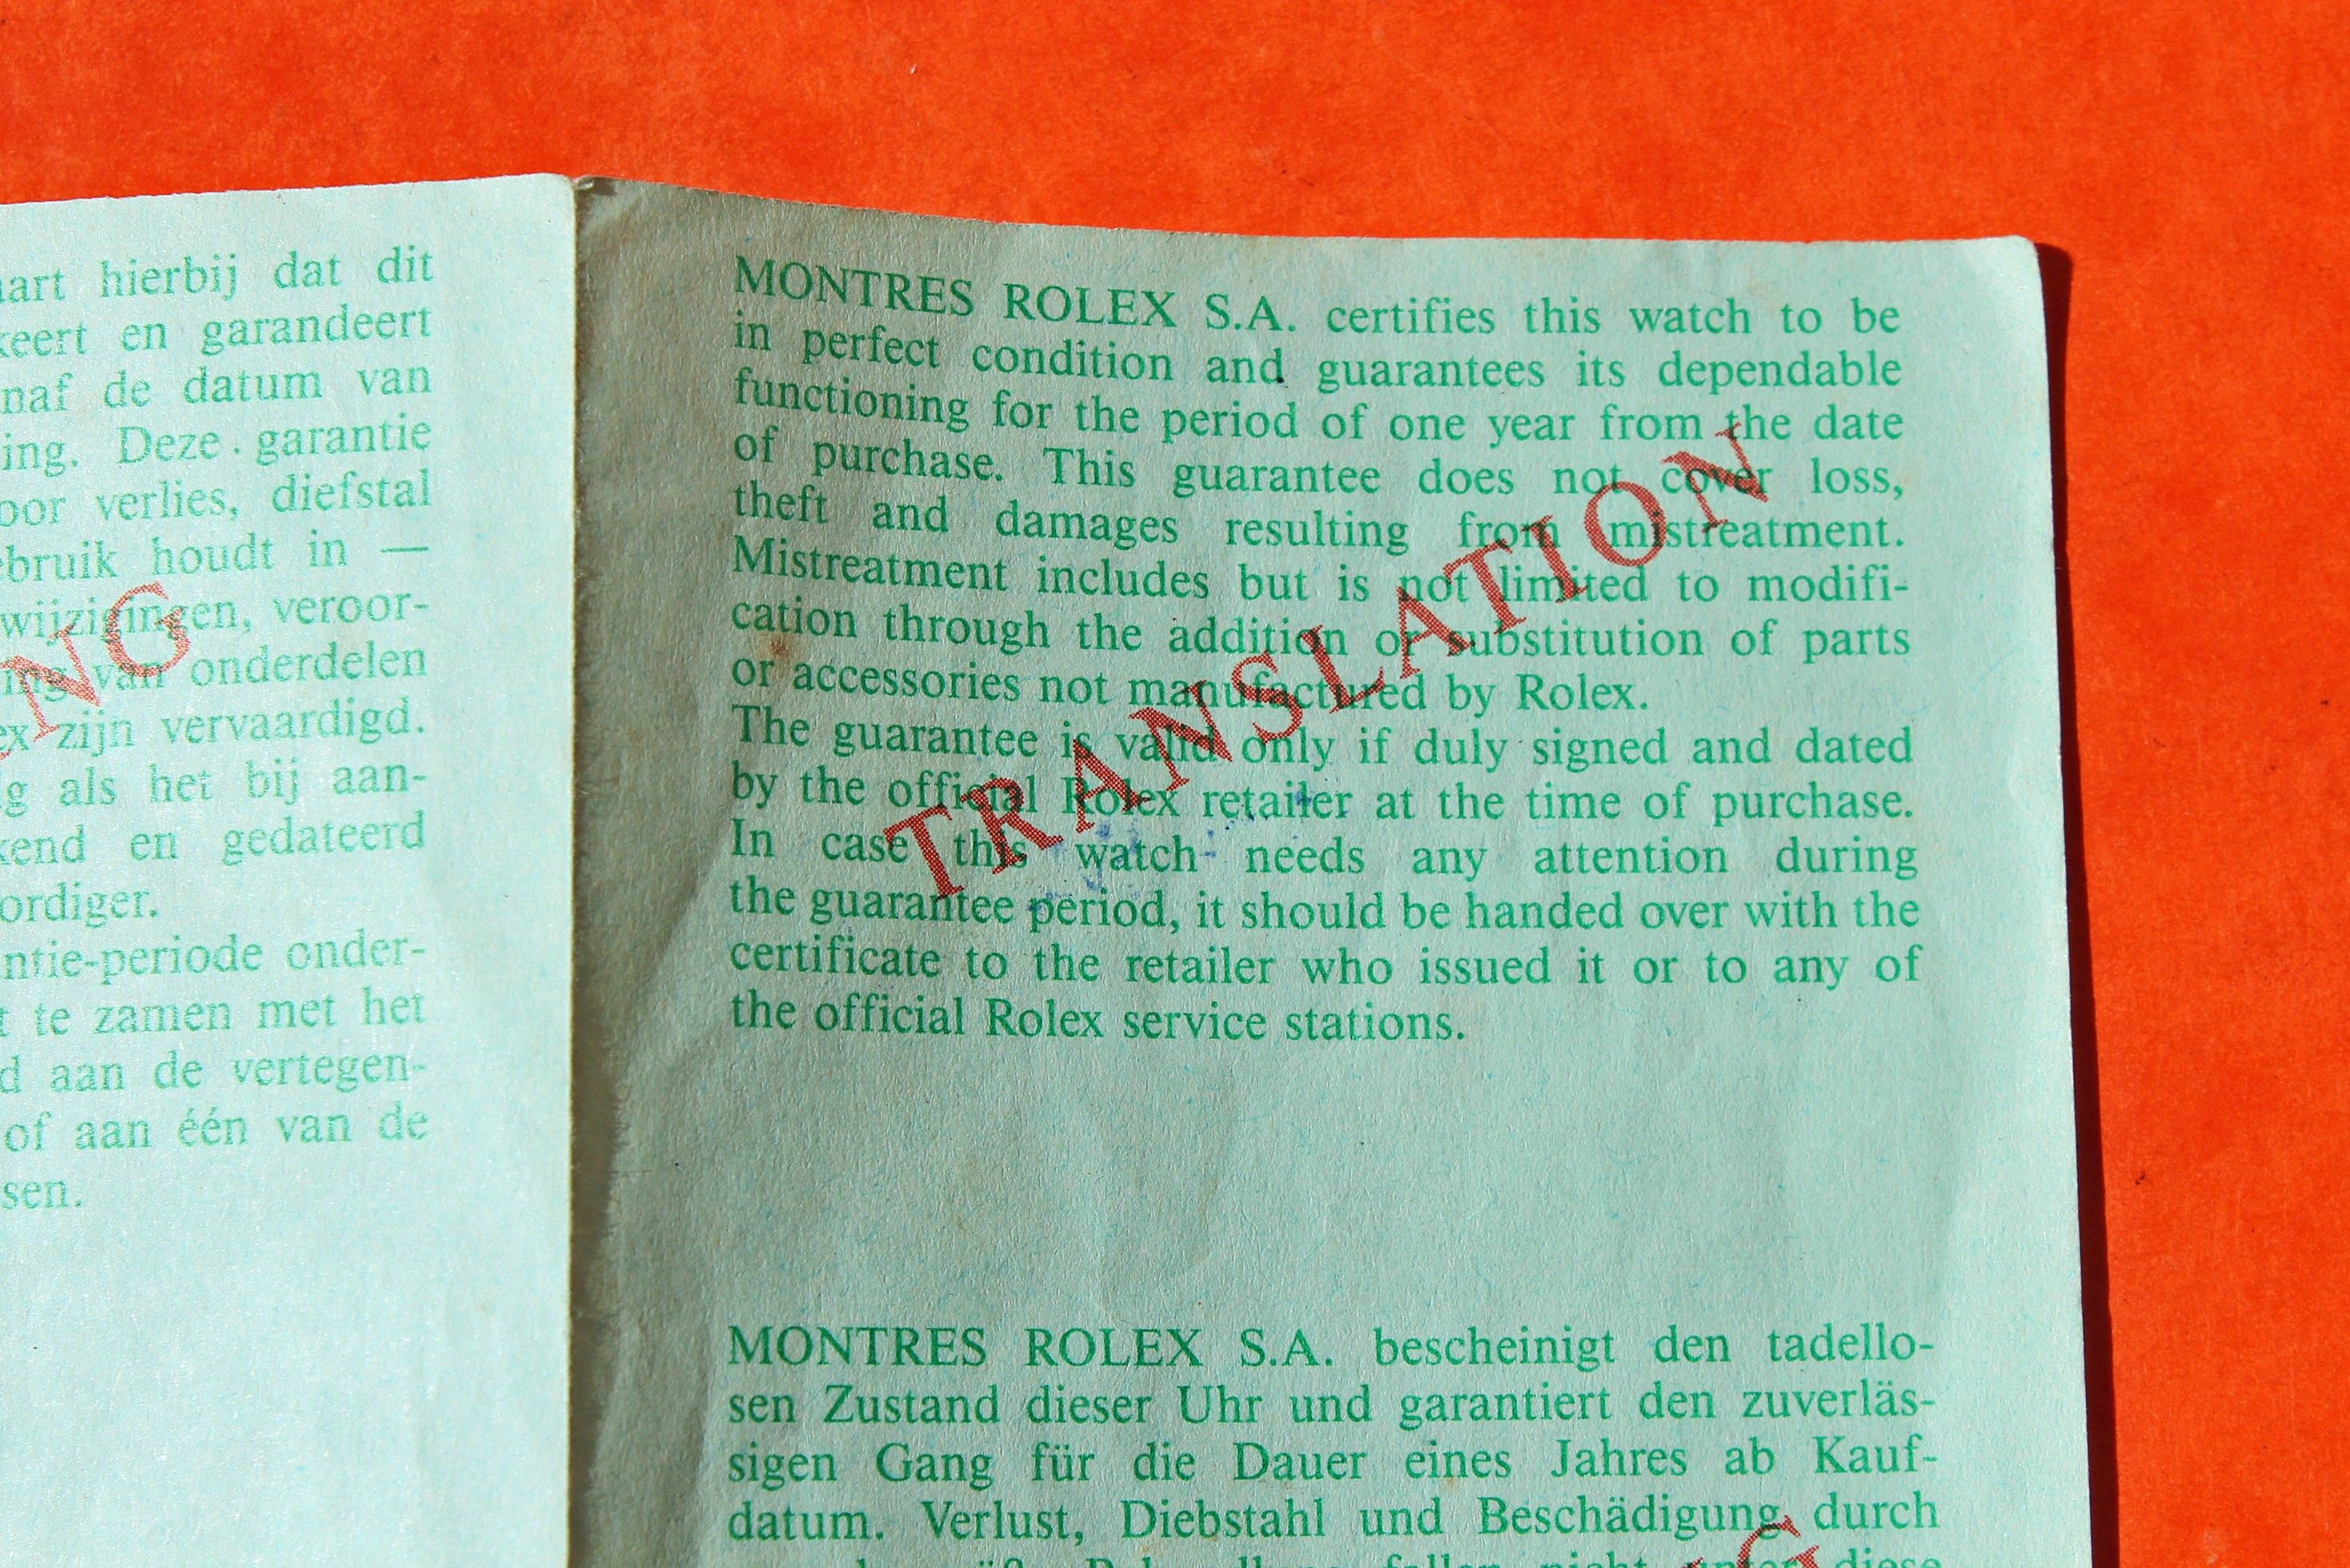 hierbij dat dit
en garandeert
de datum van
Deze garantie
verlies, diefstal
houdt in —
wijzigingen, veroor-
van onderdelen
zijn vervaardigd.
als het bij aan-
en gedateerd
ntie-periode onder-
te zamen met het
aan de vertegen-
of aan één van de
MONTRES ROLEX S.A. certifies this watch to be
in perfect condition and guarantees its dependable
functioning for the period of one year from the date
of purchase. This guarantee does not cover loss,
theft and damages resulting from mistreatment.
Mistreatment includes but is not limited to modifi-
cation through the addition or substitution of parts
or accessories not manufactured by Rolex.
The guarantee is valid only if duly signed and dated
by the official Rolex retailer at the time of purchase.
In case this watch needs any attention during
the guarantee period, it should be handed over with the
certificate to the retailer who issued it or to any of
the official Rolex service stations.
TRANSLATION
MONTRES ROLEX S.A. bescheinigt den tadello-
sen Zustand dieser Uhr und garantiert den zuverläs-
sigen Gang für die Dauer eines Jahres ab Kauf-
datum. Verlust, Diebstahl und Beschädigung durch